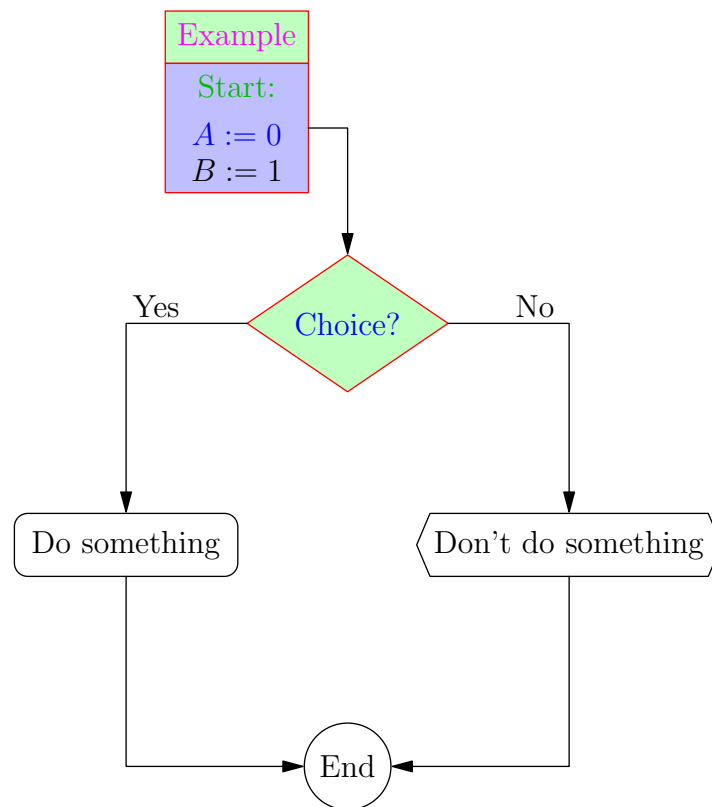 Example
Start:
A := 0
B := 1
Yes
No
Choice?
Do something
Don't do something
End